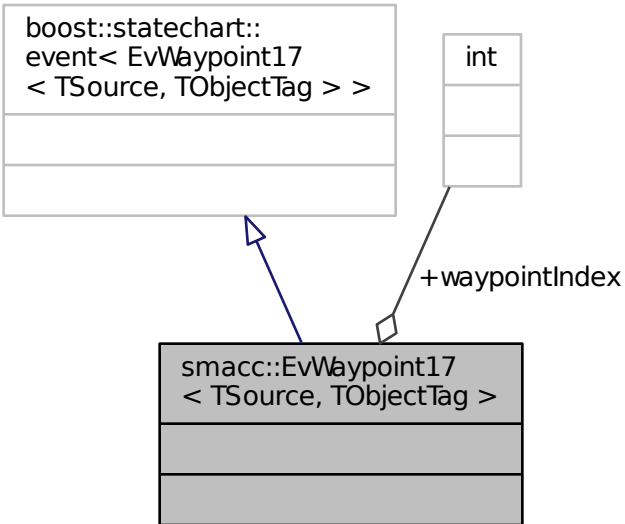 boost::statechart::
event< EvWaypoint17
< TSource, TObjectTag > >
int
+waypointIndex
smacc::EvWaypoint17
< TSource, TObjectTag >